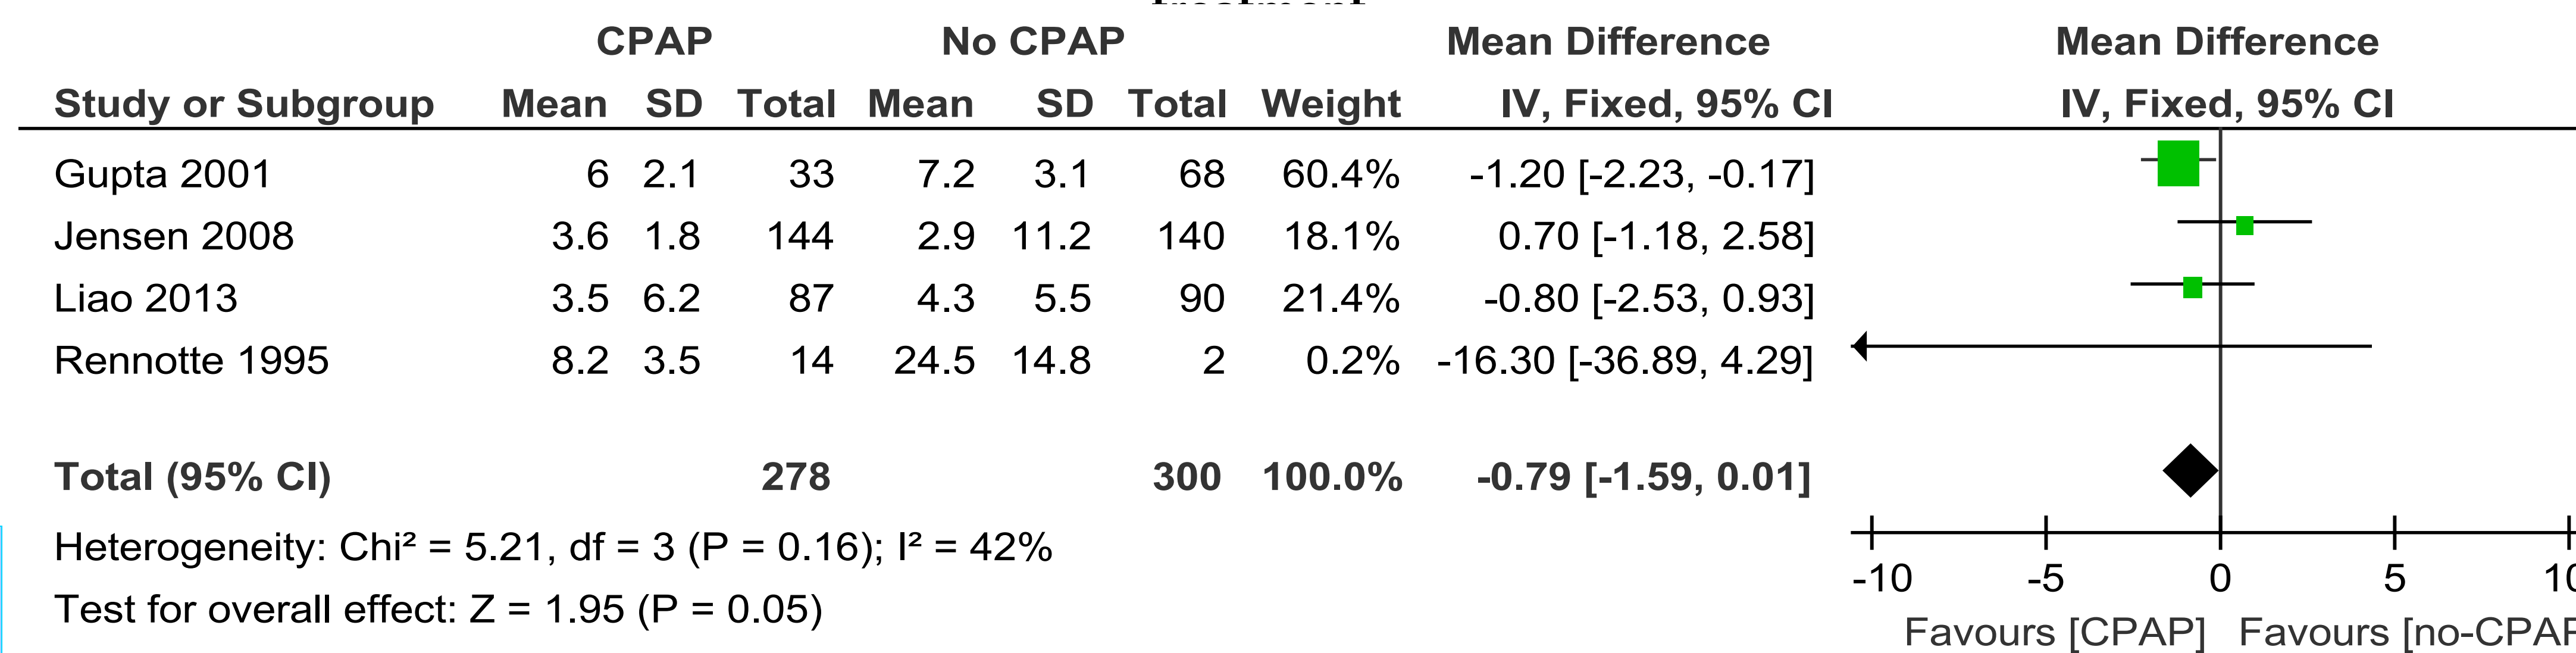 CPAP No CPAP Mean Difference Mean Difference
Study or Subgroup Mean SD Total Mean SD Total Weight IV, Fixed, 95% CI IV, Fixed, 95% CI
Gupta 2001 6 2.1 33 7.2 3.1 68 60.4% -1.20 [-2.23, -0.17]
Jensen 2008 3.6 1.8 144 2.9 11.2 140 18.1% 0.70 [-1.18, 2.58]
Liao 2013 3.5 6.2 87 4.3 5.5 90 21.4% -0.80 [-2.53, 0.93]
Rennotte 1995 8.2 3.5 14 24.5 14.8 2 0.2% -16.30 [-36.89, 4.29]
Total (95% CI) 278 300 100.0% -0.79 [-1.59, 0.01]
Heterogeneity: Chi² = 5.21, df = 3 (P = 0.16); I² = 42%
Test for overall effect: Z = 1.95 (P = 0.05)
-10 -5 0 5 10
Favours [CPAP] Favours [no-CPAP